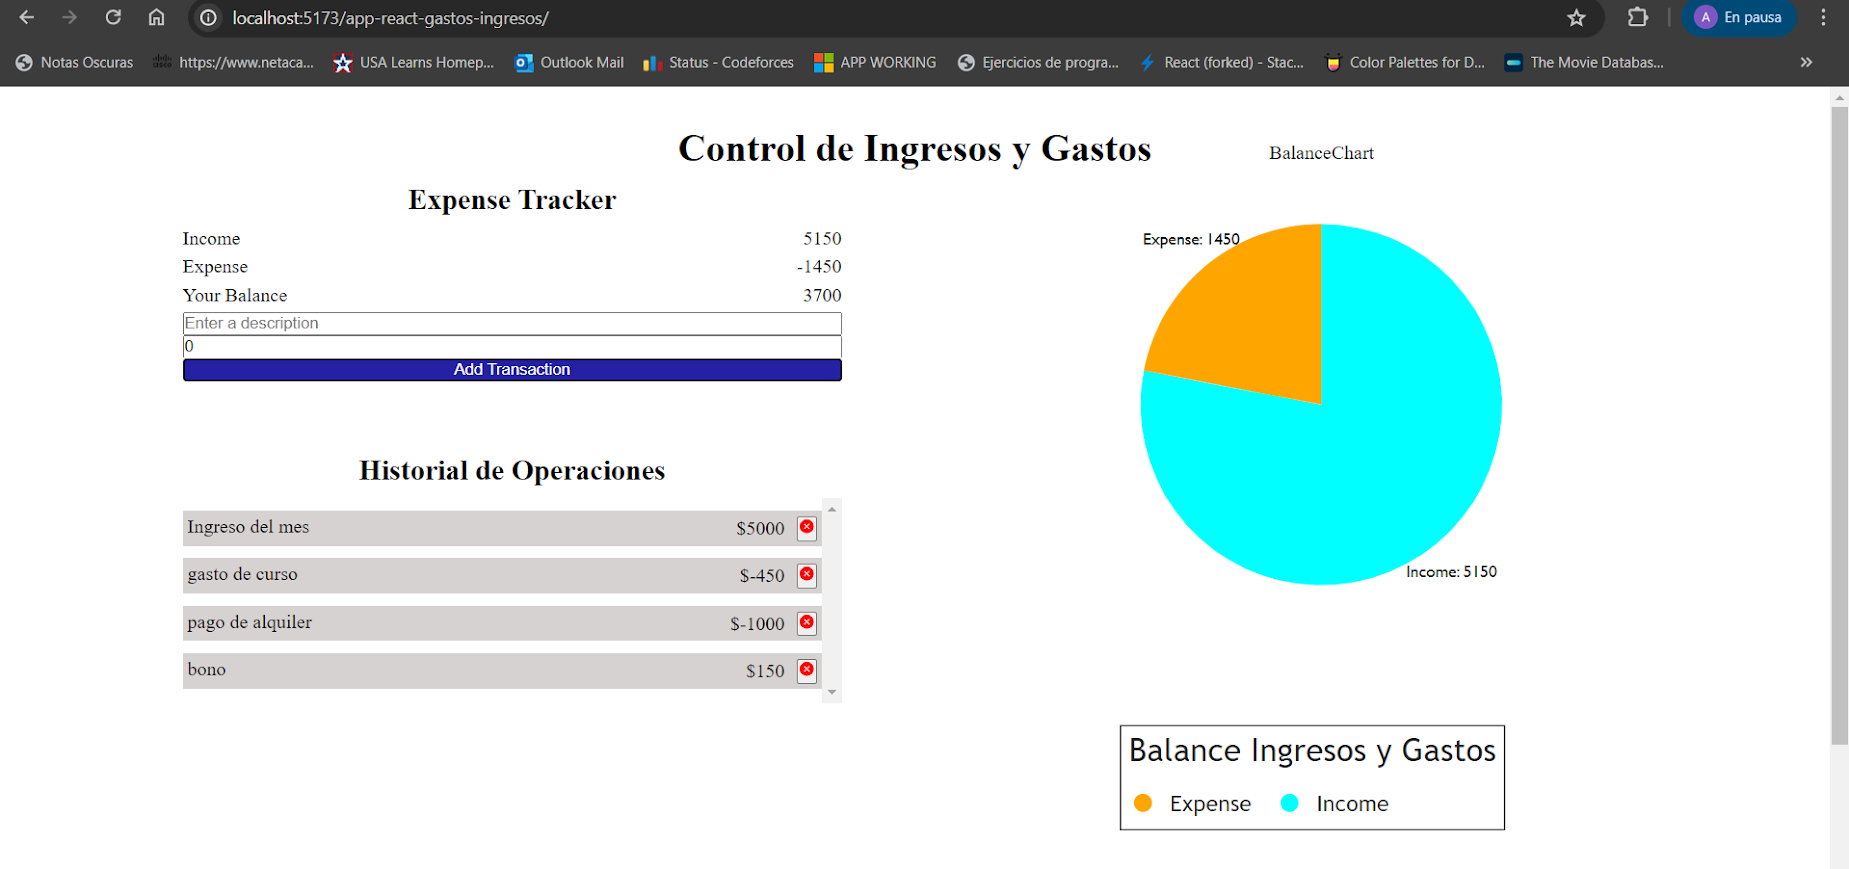 localhost:5173/app-react-gastos-ingresos/
A En pausa
Notas Oscuras
https://www.netaca...
USA Learns Homep...
Outlook Mail
Status - Codeforces
APP WORKING
Ejercicios de progra...
React (forked) - Stac...
Color Palettes for D...
The Movie Databas...
»
Control de Ingresos y Gastos
Expense Tracker
Income 5150
Expense -1450
Your Balance 3700
Enter a description
0
Add Transaction
Historial de Operaciones
Ingreso del mes $5000
gasto de curso $-450
pago de alquiler $-1000
bono $150
BalanceChart
Expense: 1450
Income: 5150
Balance Ingresos y Gastos
Expense Income